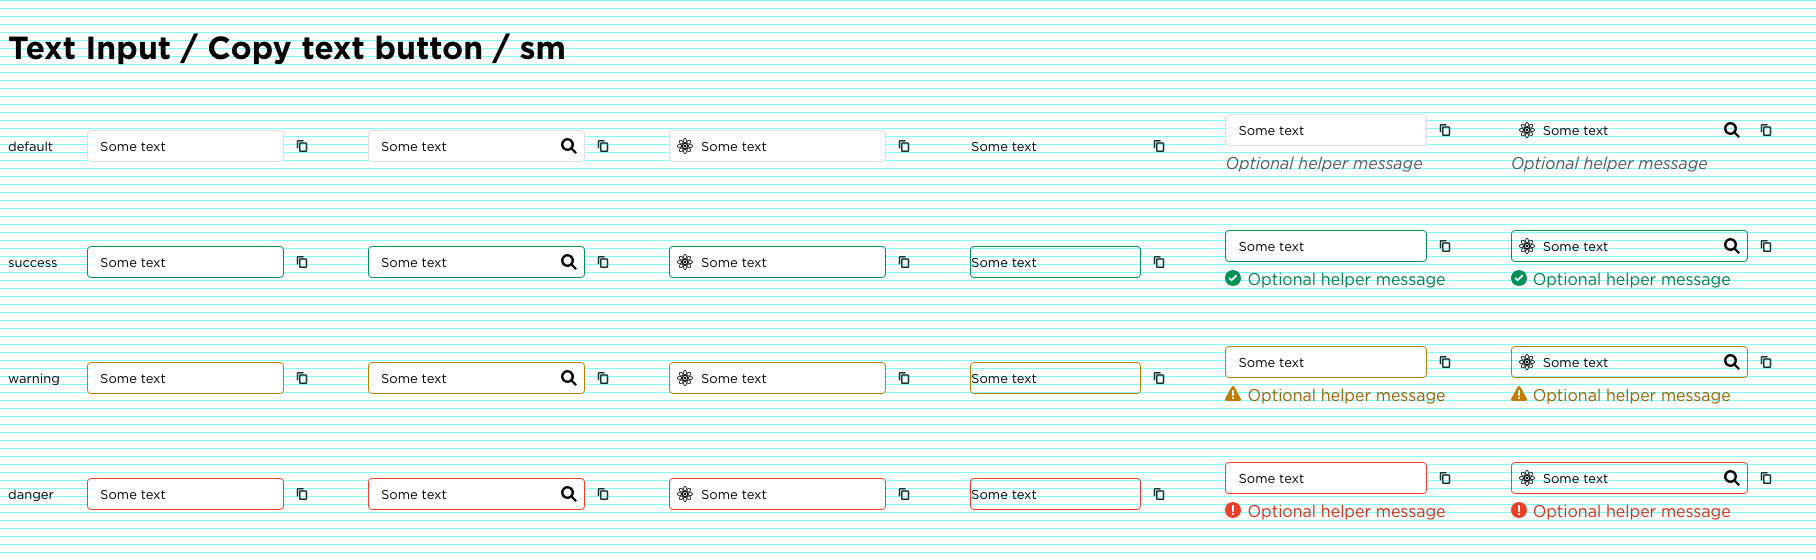 Text Input / Copy text button / sm
default Some text Some text Some text Some text Some text Some text
Optional helper message Optional helper message
success Some text Some text Some text Some text Some text Some text
Optional helper message Optional helper message
warning Some text Some text Some text Some text Some text Some text
Optional helper message Optional helper message
danger Some text Some text Some text Some text Some text Some text
Optional helper message Optional helper message